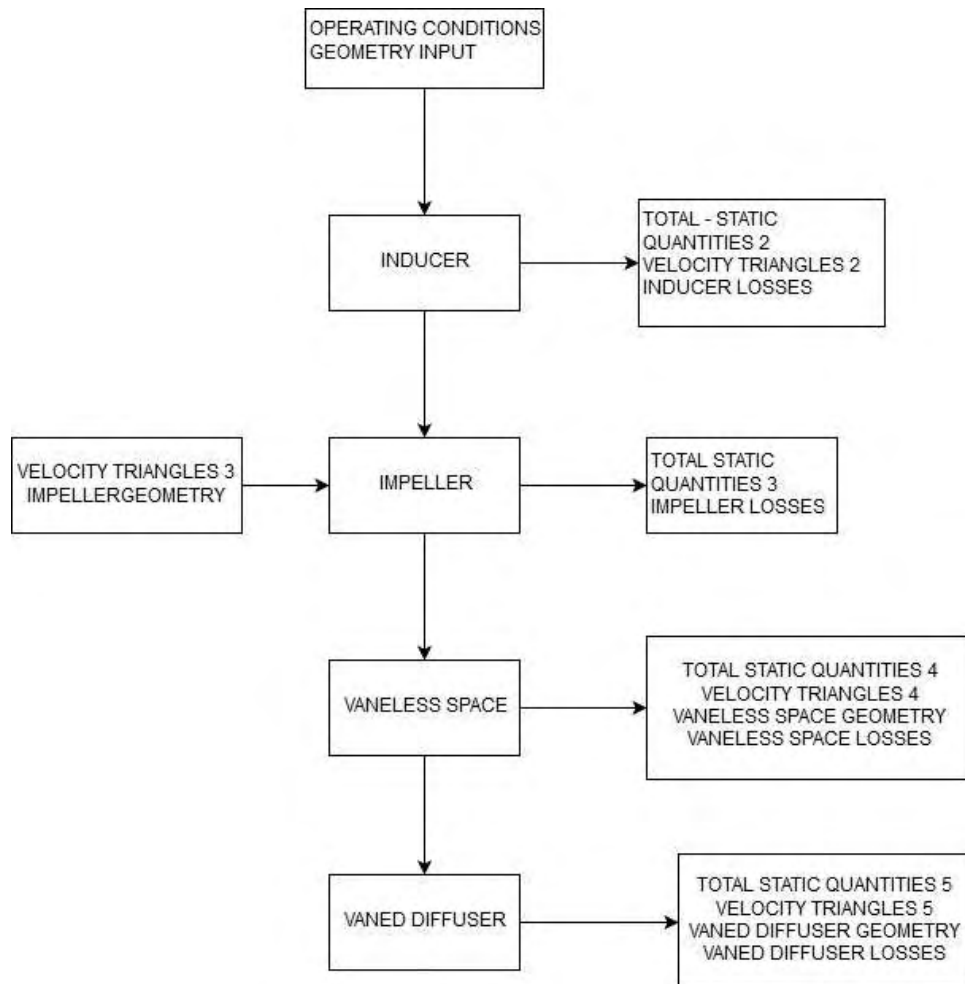 OPERATING CONDITIONS
GEOMETRY INPUT
INDUCER
TOTAL - STATIC
QUANTITIES 2
VELOCITY TRIANGLES 2
INDUCER LOSSES
VELOCITY TRIANGLES 3
IMPELLERGEOMETRY
IMPELLER
TOTAL STATIC
QUANTITIES 3
IMPELLER LOSSES
VANELESS SPACE
TOTAL STATIC QUANTITIES 4
VELOCITY TRIANGLES 4
VANELESS SPACE GEOMETRY
VANELESS SPACE LOSSES
VANED DIFFUSER
TOTAL STATIC QUANTITIES 5
VELOCITY TRIANGLES 5
VANED DIFFUSER GEOMETRY
VANED DIFFUSER LOSSES